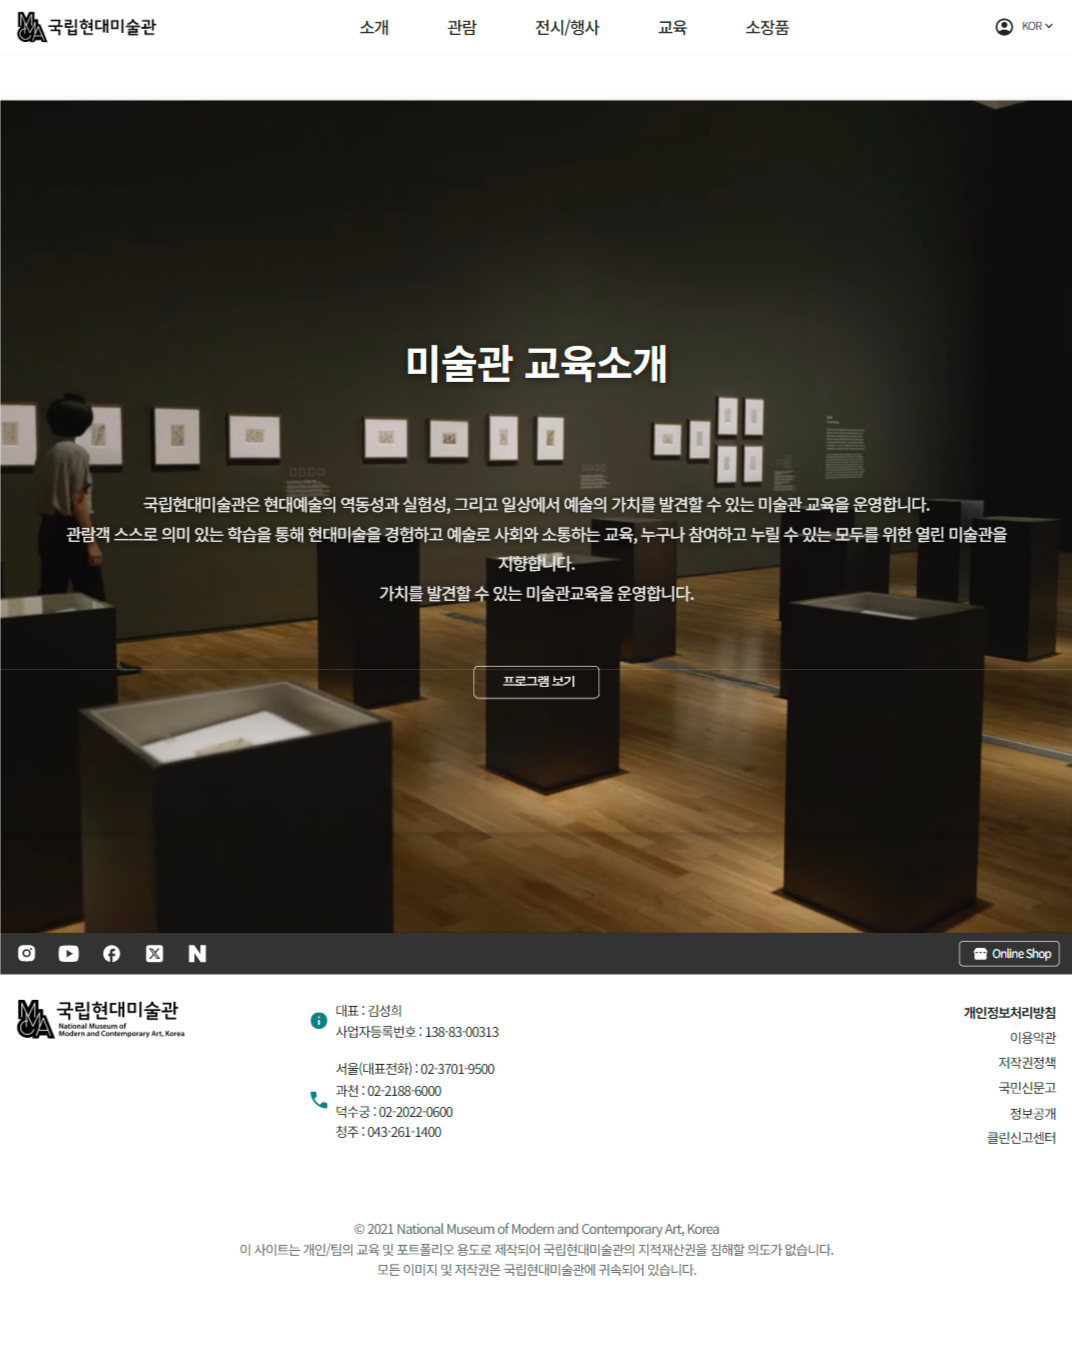 국립현대미술관
소개
관람
전시/행사
교육
소장품
KOR
미술관 교육소개
국립현대미술관은 현대예술의 역동성과 실험성, 그리고 일상에서 예술의 가치를 발견할 수 있는 미술관 교육을 운영합니다.
관람객 스스로 의미 있는 학습을 통해 현대미술을 경험하고 예술로 사회와 소통하는 교육, 누구나 참여하고 누릴 수 있는 모두를 위한 열린 미술관을
지향합니다.
가치를 발견할 수 있는 미술관교육을 운영합니다.
프로그램 보기
Online Shop
국립현대미술관
National Museum of
Modern and Contemporary Art, Korea
대표 : 김성희
사업자등록번호 : 138-83-00313
서울(대표전화) : 02-3701-9500
과천 : 02-2188-6000
덕수궁 : 02-2022-0600
청주 : 043-261-1400
개인정보처리방침
이용약관
저작권정책
국민신문고
정보공개
클린신고센터
© 2021 National Museum of Modern and Contemporary Art, Korea
이 사이트는 개인/팀의 교육 및 포트폴리오 용도로 제작되어 국립현대미술관의 지적재산권을 침해할 의도가 없습니다.
모든 이미지 및 저작권은 국립현대미술관에 귀속되어 있습니다.